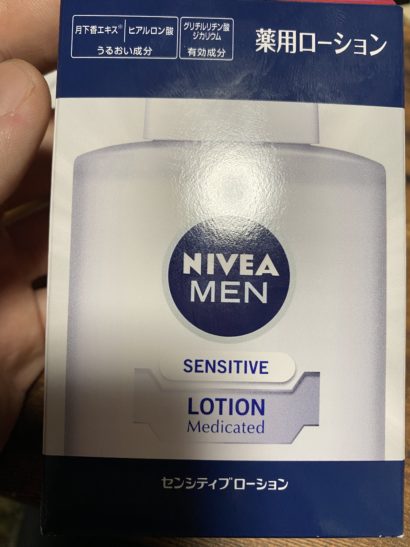 月下香エキス※ ヒアルロン酸
うるおい成分
グリチルリチン酸
ジカリウム
有効成分
薬用ローション
NIVEA
MEN
SENSITIVE
LOTION
Medicated
センシティブローション